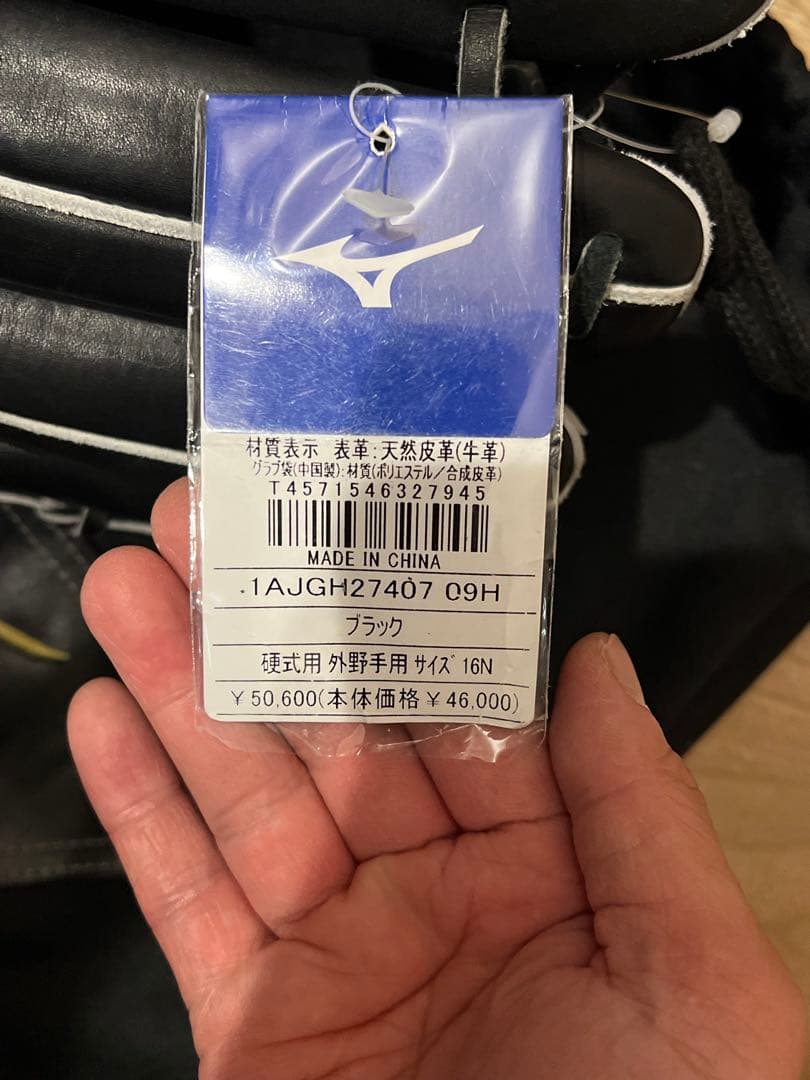 材質表示 表革:天然皮革(牛革)
グラブ袋(中国製):材質(ポリエステル/合成皮革)
T4571546327945
MADE IN CHINA
.1AJGH27407 09H
ブラック
硬式用 外野手用 サイズ 16N
¥50,600(本体価格¥46,000)